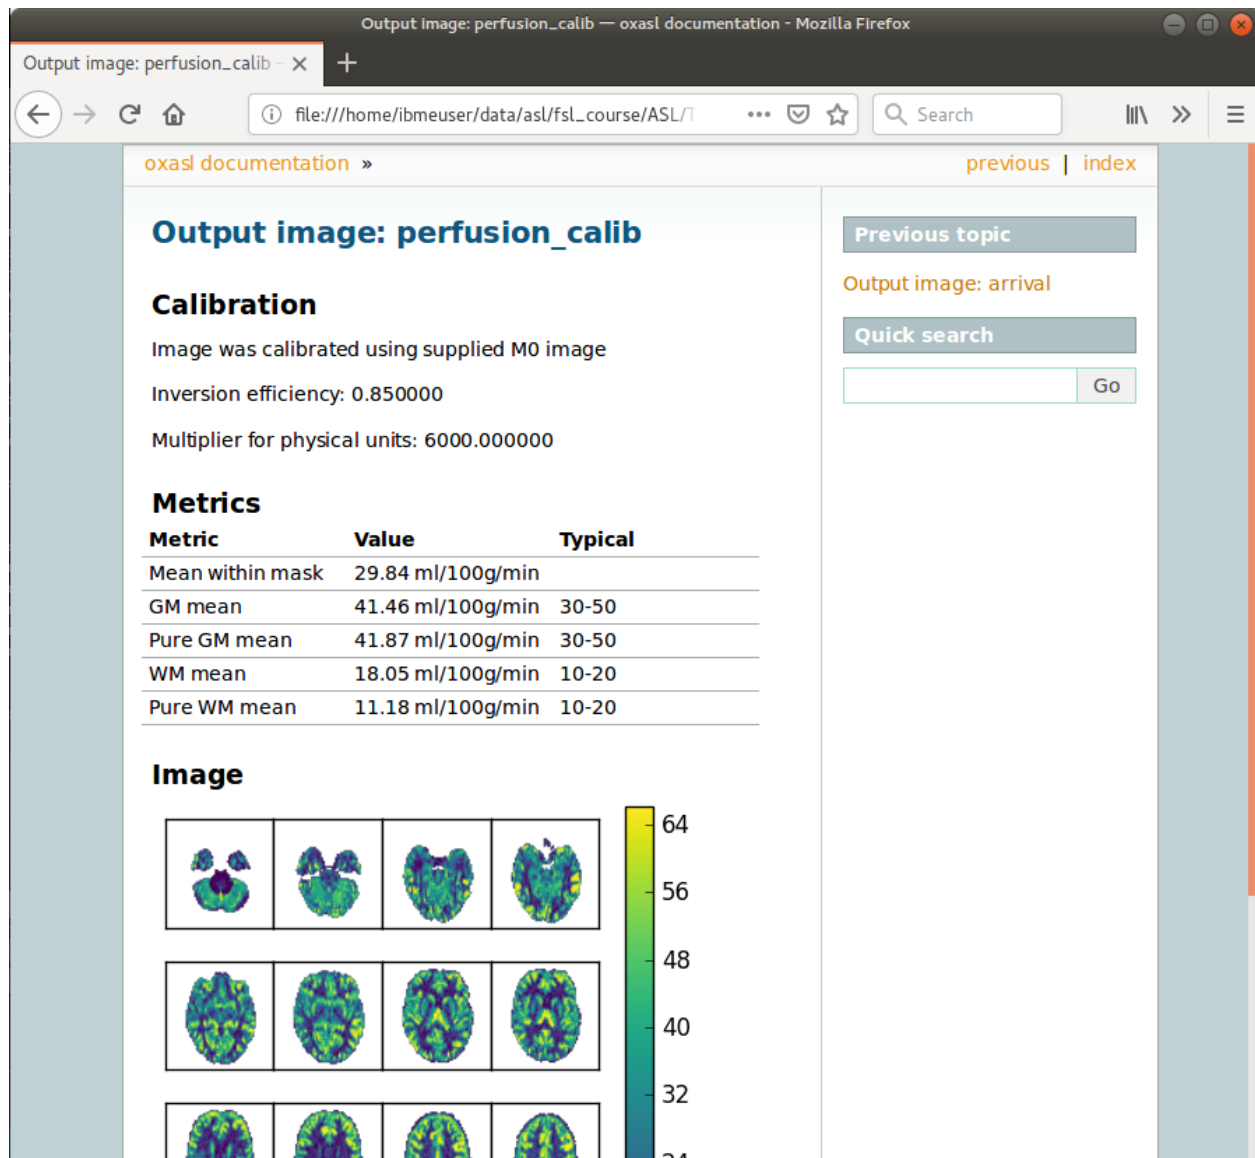 Output image: perfusion_calib — oxasl documentation - Mozilla Firefox
Output image: perfusion_calib -
file:///home/ibmeuser/data/asl/fsl_course/ASL/
Search
oxasl documentation »
previous | index
Output image: perfusion_calib
Calibration
Image was calibrated using supplied M0 image
Inversion efficiency: 0.850000
Multiplier for physical units: 6000.000000
Metrics
Metric Value Typical
Mean within mask 29.84 ml/100g/min
GM mean 41.46 ml/100g/min 30-50
Pure GM mean 41.87 ml/100g/min 30-50
WM mean 18.05 ml/100g/min 10-20
Pure WM mean 11.18 ml/100g/min 10-20
Image
64
56
48
40
32
24
Previous topic
Output image: arrival
Quick search
Go